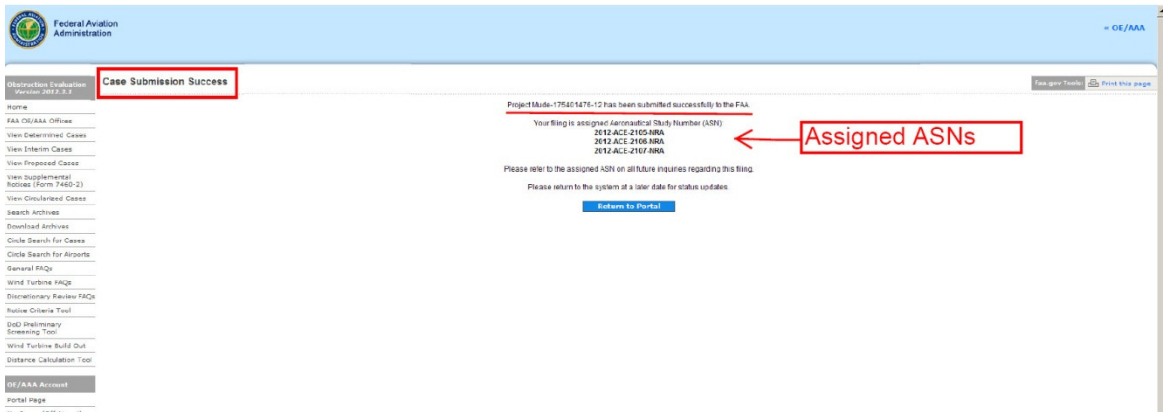 Federal Aviation
Administration
« OE/AAA
Obstruction Evaluation
Version 2012.2.1
Case Submission Success
Faa.gov Tools: Print this page
Home
FAA OE/AAA Offices
View Determined Cases
View Interim Cases
View Proposed Cases
View Supplemental
Notices (Form 7460-2)
View Circularized Cases
Search Archives
Download Archives
Circle Search for Cases
Circle Search for Airports
General FAQs
Wind Turbine FAQs
Discretionary Review FAQs
Notice Criteria Tool
DoD Preliminary
Screening Tool
Wind Turbine Build Out
Distance Calculation Tool
OE/AAA Account
Portal Page
Project Mude-175401476-12 has been submitted successfully to the FAA.
Your filing is assigned Aeronautical Study Number (ASN):
2012-ACE-2105-NRA
2012-ACE-2106-NRA
2012-ACE-2107-NRA
Assigned ASNs
Please refer to the assigned ASN on all future inquiries regarding this filing.
Please return to the system at a later date for status updates.
Return to Portal